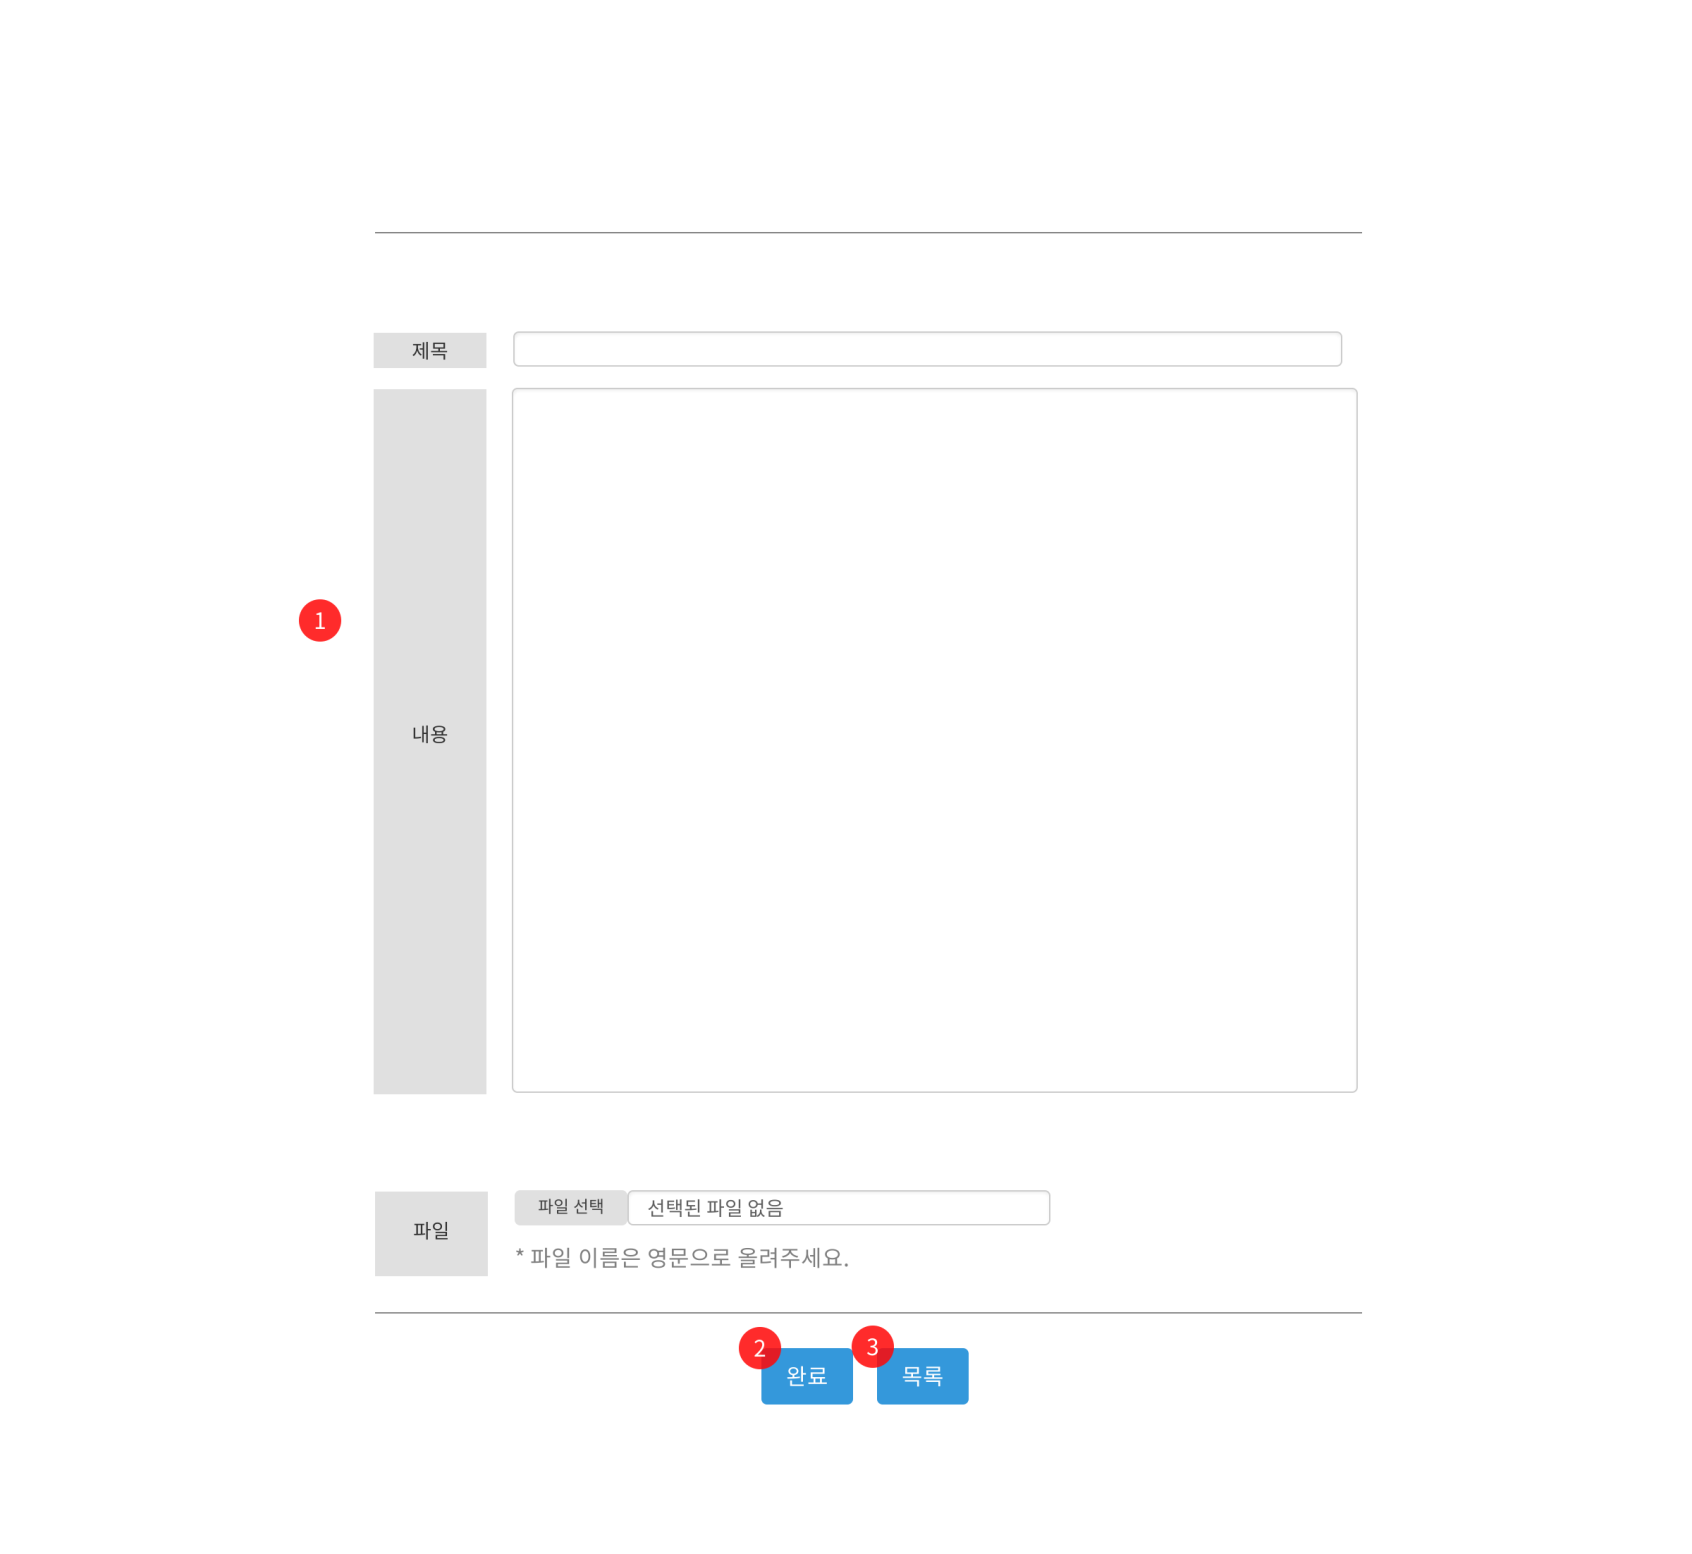 제목
1
내용
파일
파일 선택 선택된 파일 없음
* 파일 이름은 영문으로 올려주세요.
2 완료
3 목록